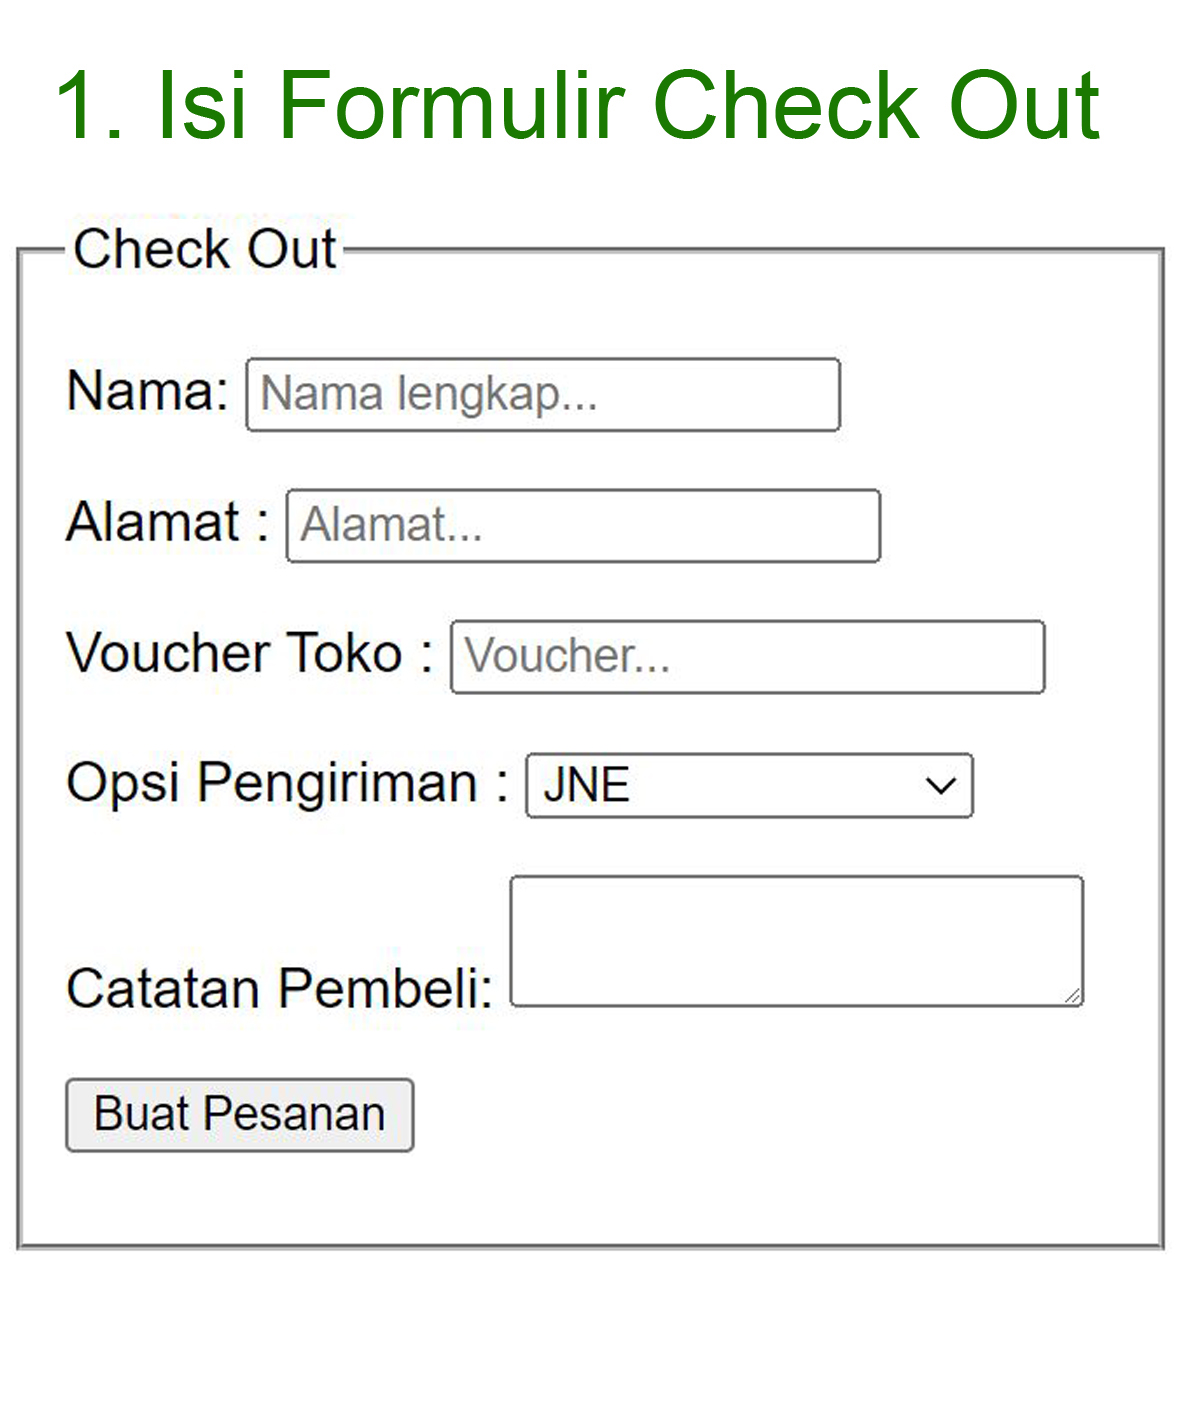 1. Isi Formulir Check Out
Check Out
Nama: Nama lengkap...
Alamat : Alamat...
Voucher Toko : Voucher...
Opsi Pengiriman : JNE
Catatan Pembeli:
Buat Pesanan